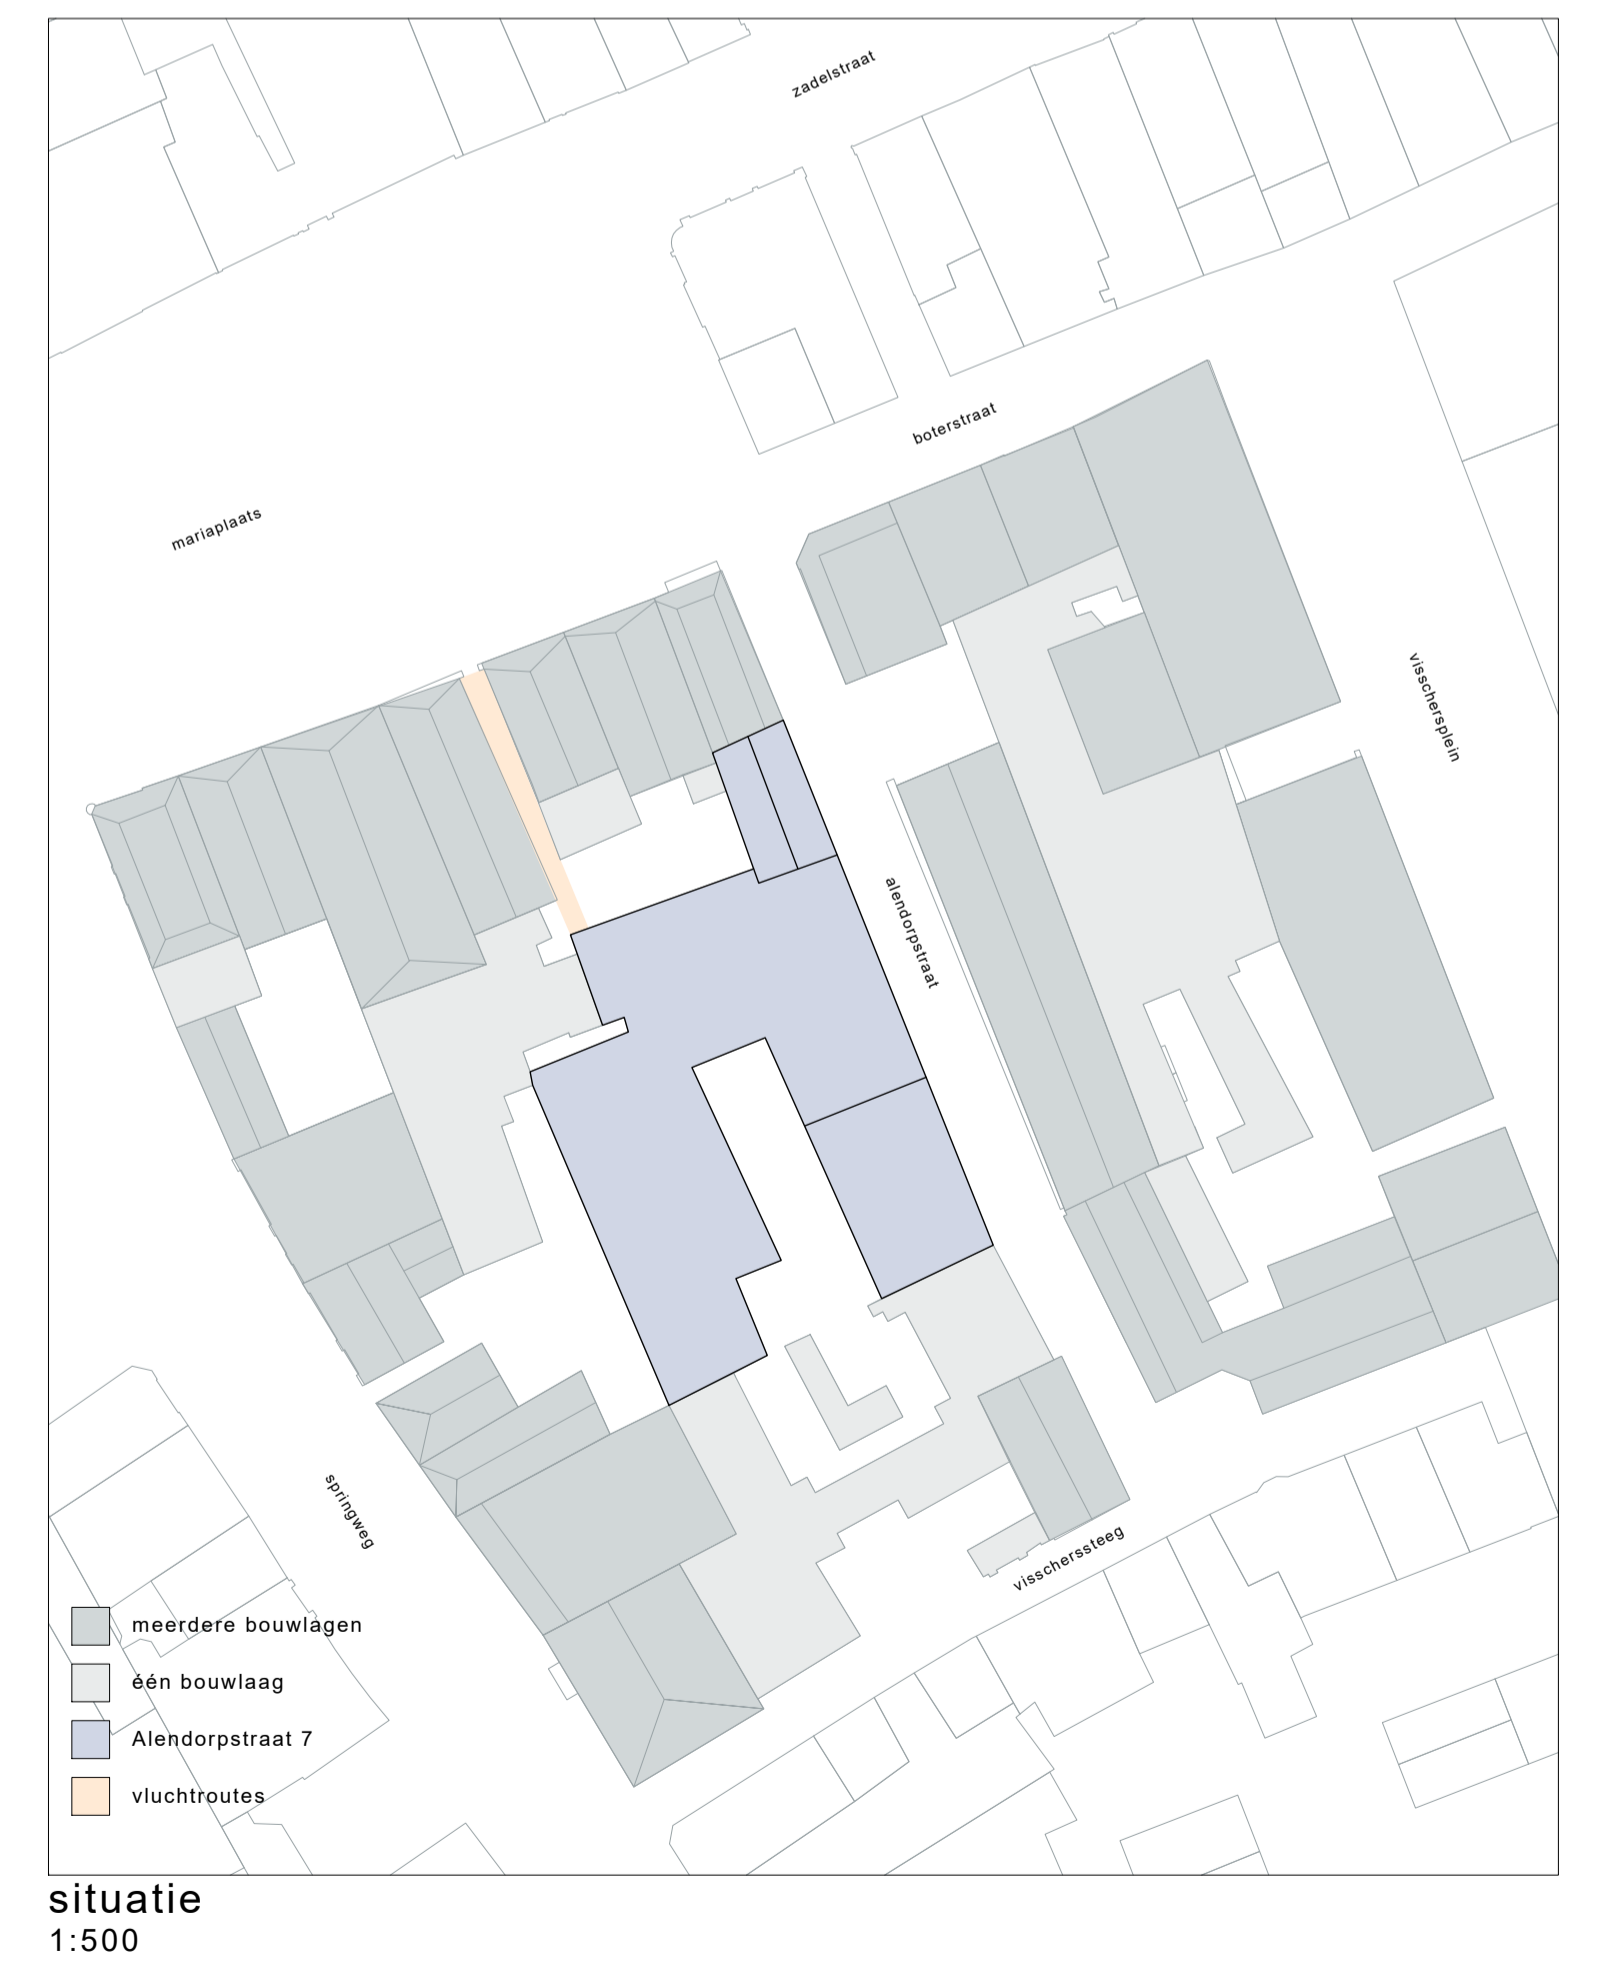 zadelstraat
boterstraat
mariaplaats
visschersplein
alendorpstraat
springweg
visscherssteeg
meerdere bouwlagen
één bouwlaag
Alendorpstraat 7
vluchtroutes
situatie
1:500